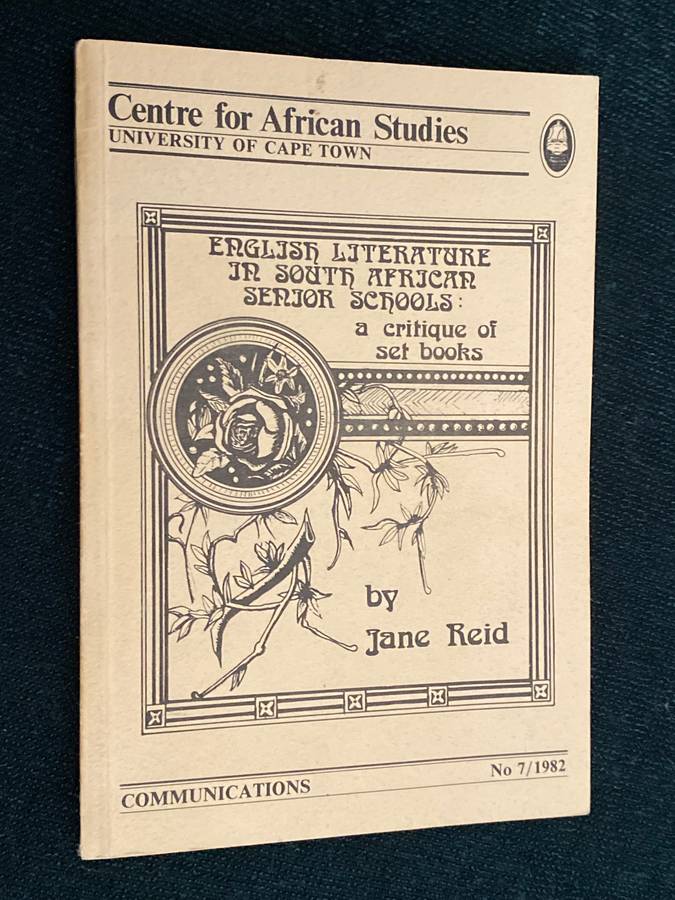 Centre for African Studies
UNIVERSITY OF CAPE TOWN
ENGLISH LITERATURE
IN SOUTH AFRICAN
SENIOR SCHOOLS:
a critique of
set books
by
Jane Reid
No 7/1982
COMMUNICATIONS